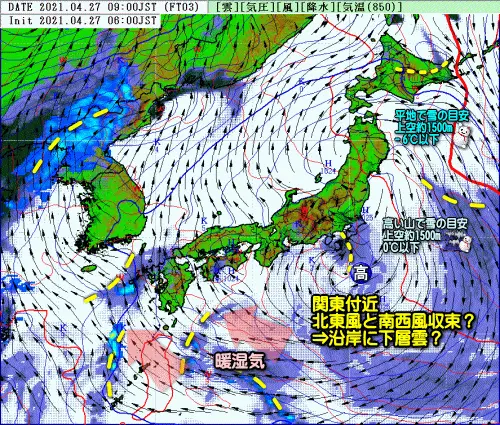 DATE 2021.04.27 09:00JST (FT03)
[雲][気圧][風][降水][気温(850)]
Init 2021.04.27 06:00JST
平地で雪の目安
上空約1500m
-6℃以下
高い山で雪の目安
上空約1500m
0℃以下
H
高
関東付近
北東風と南西風収束?
⇒沿岸に下層雲?
暖湿気